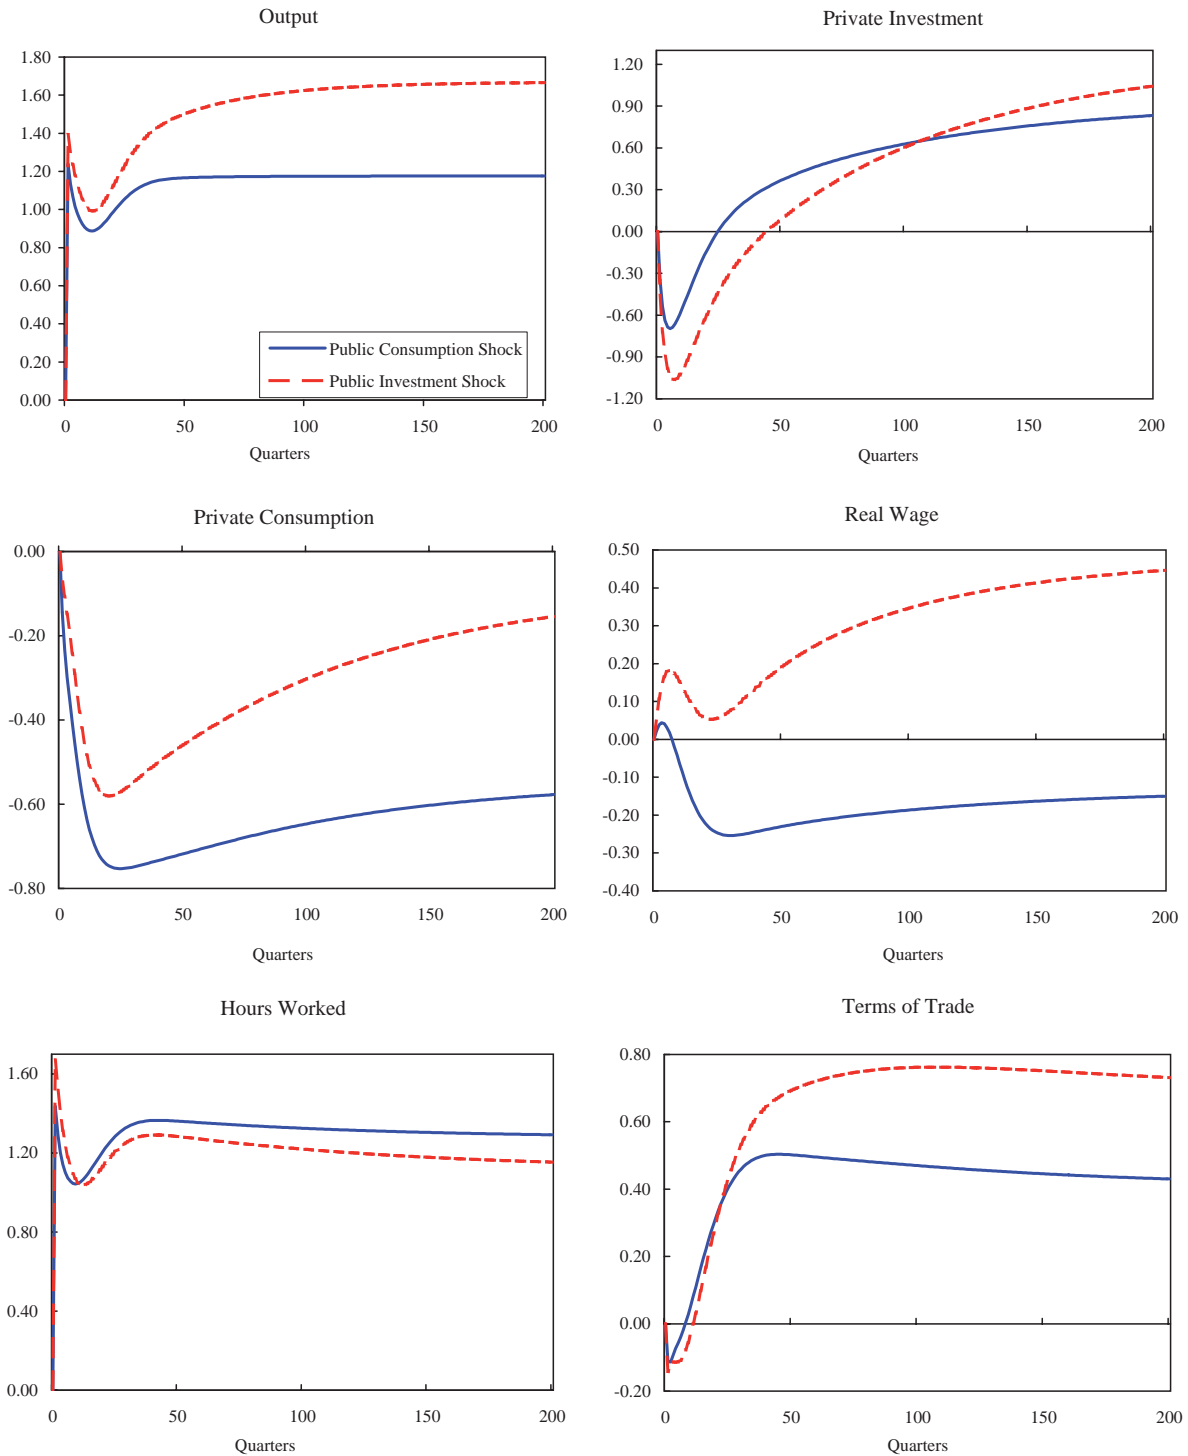 Output
1.80
1.60
1.40
1.20
1.00
0.80
0.60
0.40
0.20
0.00
Public Consumption Shock
Public Investment Shock
0 50 100 150 200
Quarters
Private Investment
1.20
0.90
0.60
0.30
0.00
-0.30
-0.60
-0.90
-1.20
0 50 100 150 200
Quarters
Private Consumption
0.00
-0.20
-0.40
-0.60
-0.80
0 50 100 150 200
Quarters
Real Wage
0.50
0.40
0.30
0.20
0.10
0.00
-0.10
-0.20
-0.30
-0.40
0 50 100 150 200
Quarters
Hours Worked
1.60
1.20
0.80
0.40
0.00
0 50 100 150 200
Quarters
Terms of Trade
0.80
0.60
0.40
0.20
0.00
-0.20
0 50 100 150 200
Quarters